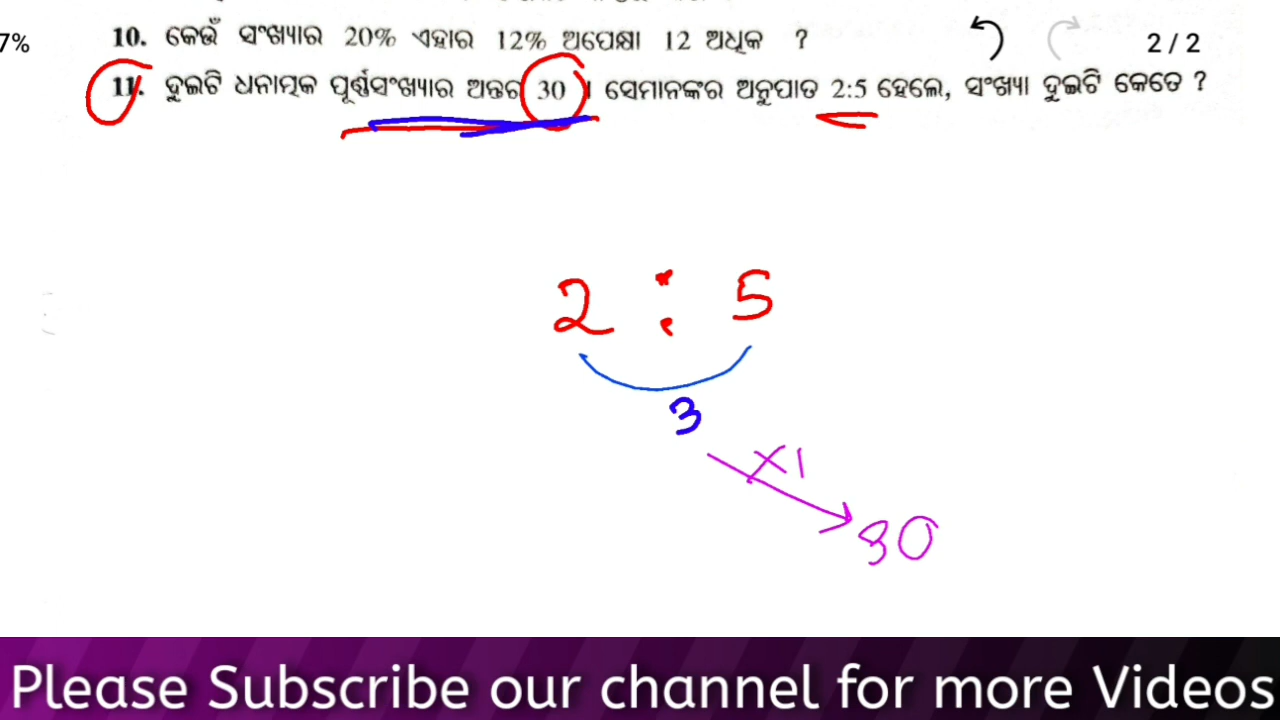 7%
10. କେଉଁ ସଂଖ୍ୟାର 20% ଏହାର 12% ଅପେକ୍ଷା 12 ଅଧିକ ?
2 / 2
11. ଦୁଇଟି ଧନାତ୍ମକ ପୂର୍ଣ୍ଣସଂଖ୍ୟାର ଅନ୍ତର 30 । ସେମାନଙ୍କର ଅନୁପାତ 2:5 ହେଲେ, ସଂଖ୍ୟା ଦୁଇଟି କେତେ ?
2 : 5
3
×1
30
Please Subscribe our channel for more Videos